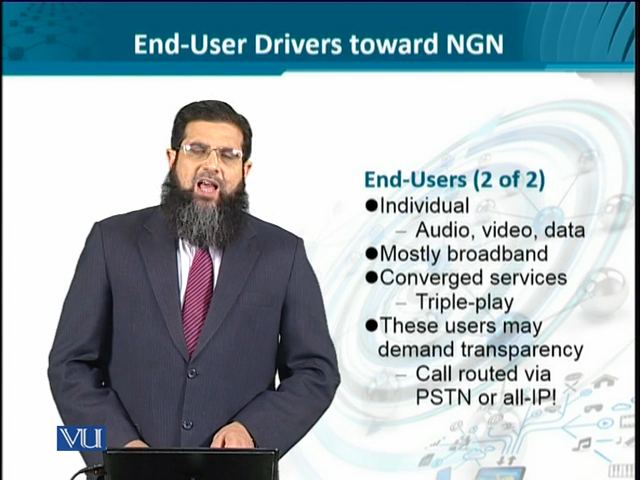 End-User Drivers toward NGN
End-Users (2 of 2)
●Individual
– Audio, video, data
●Mostly broadband
●Converged services
– Triple-play
●These users may
demand transparency
– Call routed via
PSTN or all-IP!
VU